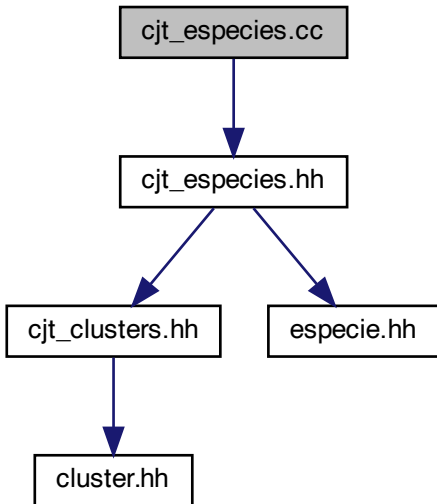 cjt_especies.cc
cjt_especies.hh
cjt_clusters.hh
especie.hh
cluster.hh